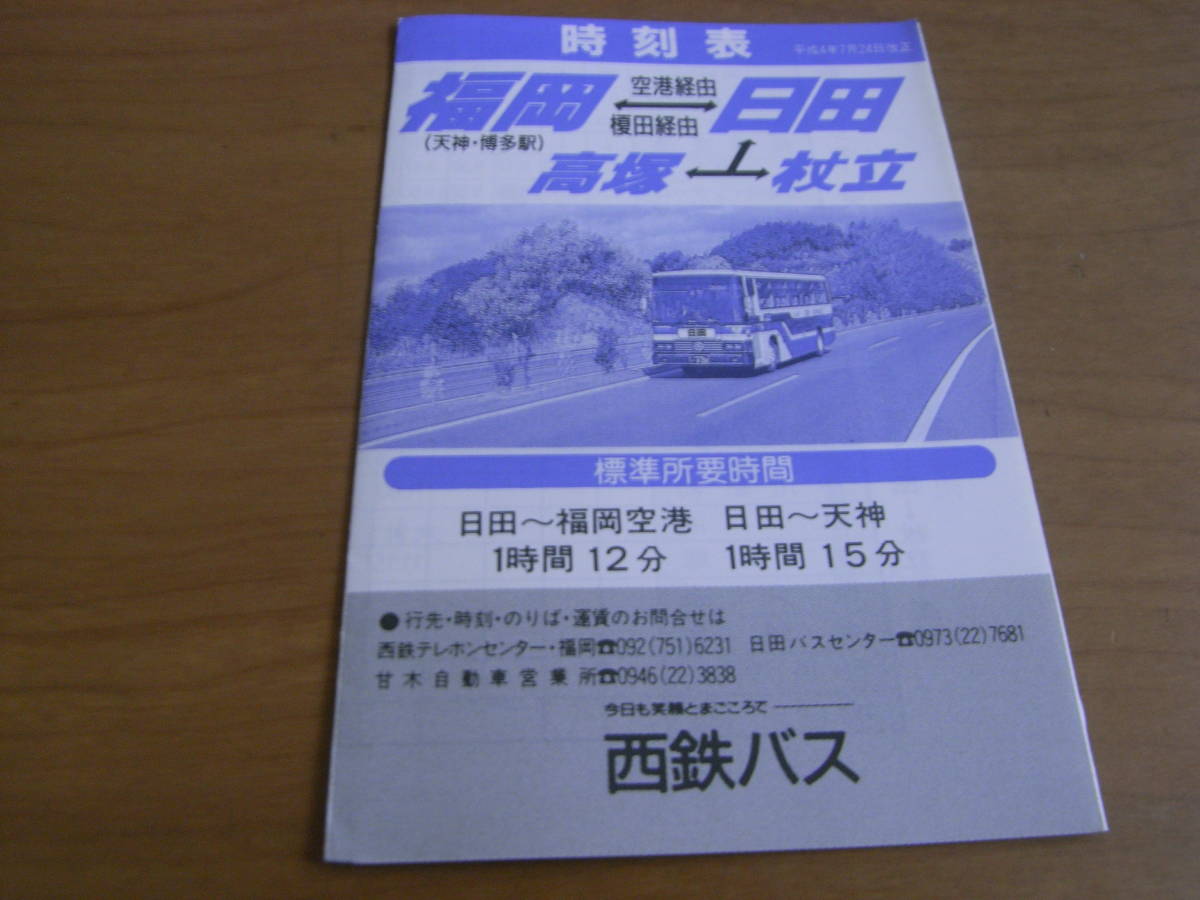 時刻表 平成4年7月24日改正
福岡 空港経由 日田
榎田経由
(天神・博多駅)
高塚 杖立
日田
標準所要時間
日田～福岡空港 日田～天神
1時間12分 1時間15分
●行先・時刻・のりば・運賃のお問合せは
西鉄テレホンセンター・福岡☎092(751)6231 日田バスセンター☎0973(22)7681
甘木自動車営業所☎0946(22)3838
今日も笑顔とまごころで
西鉄バス